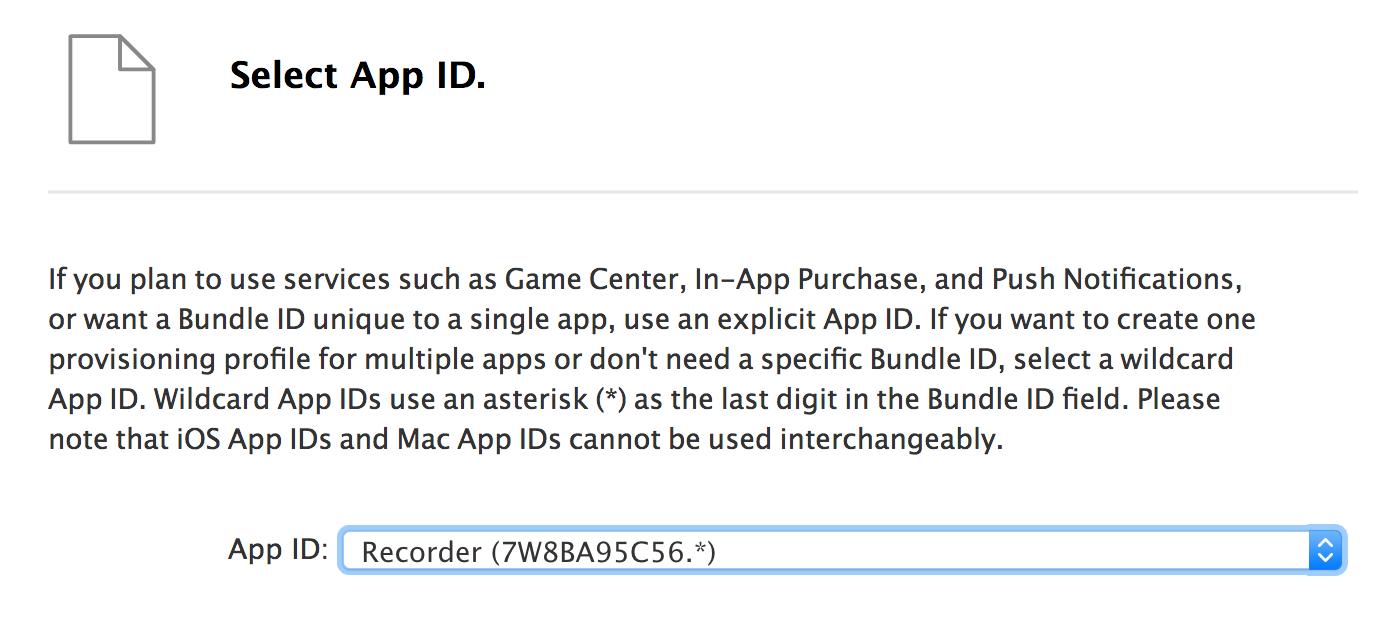 Select App ID.
If you plan to use services such as Game Center, In-App Purchase, and Push Notifications,
or want a Bundle ID unique to a single app, use an explicit App ID. If you want to create one
provisioning profile for multiple apps or don't need a specific Bundle ID, select a wildcard
App ID. Wildcard App IDs use an asterisk (*) as the last digit in the Bundle ID field. Please
note that iOS App IDs and Mac App IDs cannot be used interchangeably.
App ID: Recorder (7W8BA95C56.*)